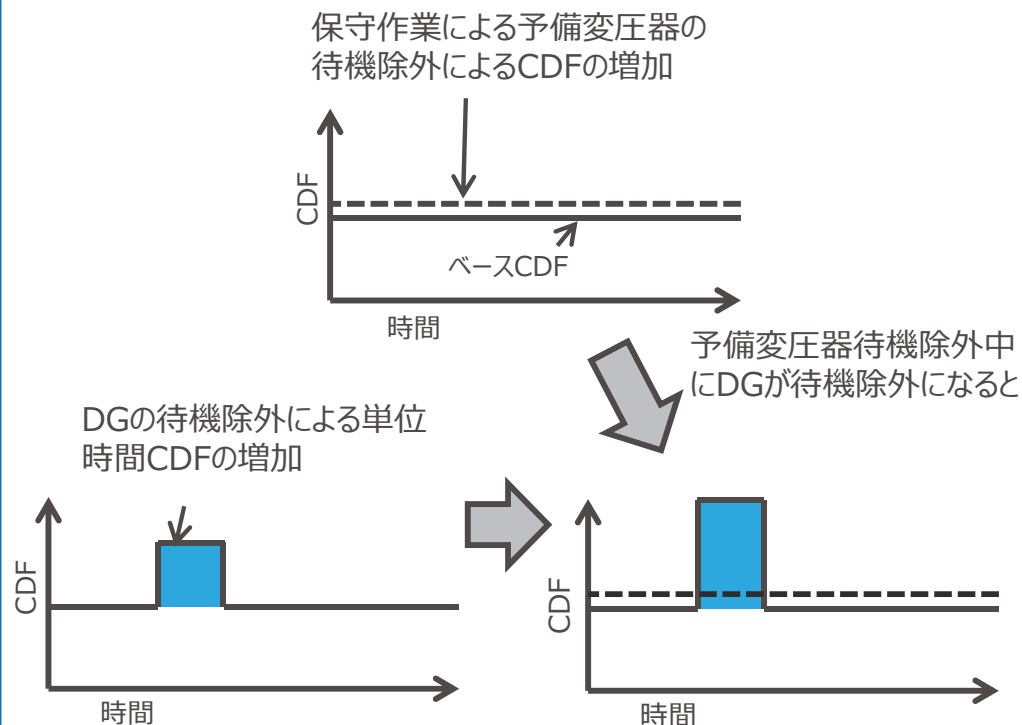 保守作業による予備変圧器の
待機除外によるCDFの増加
CDF
ベースCDF
時間
予備変圧器待機除外中
にDGが待機除外になると
DGの待機除外による単位
時間CDFの増加
CDF
時間
CDF
時間